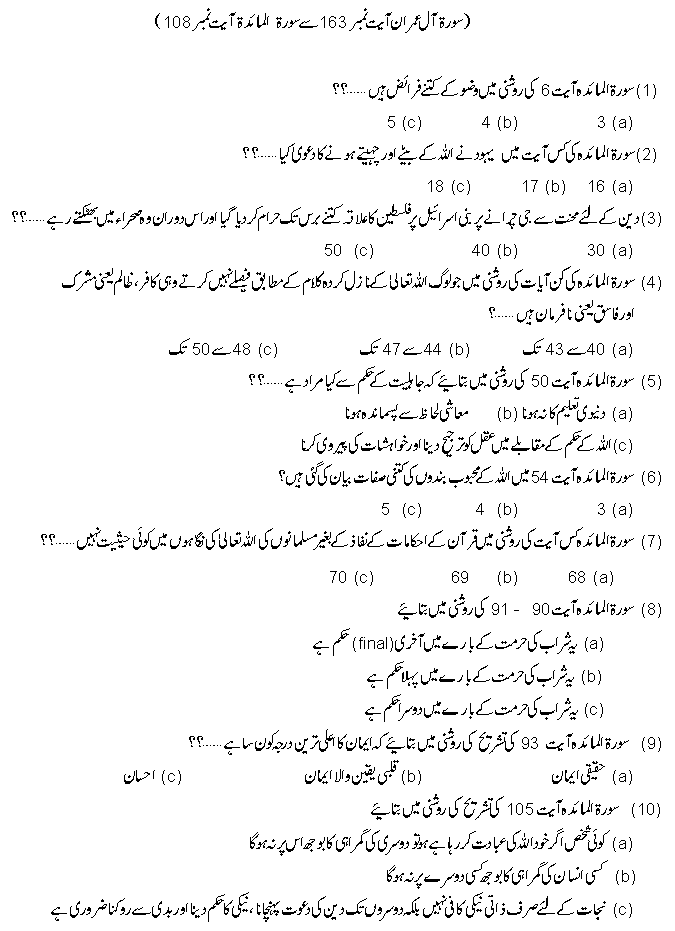 (سورۃ آل عمران آیت نمبر 163 سے سورۃ المائدۃ آیت نمبر 108)
(1) سورۃ المائدہ آیت 6 کی روشنی میں وضو کے کتنے فرائض ہیں.....؟؟
(a) 3 (b) 4 (c) 5
(2) سورۃ المائدہ کی کس آیت میں یہود نے اللہ کے بیٹے اور چہیتے ہونے کا دعویٰ کیا.....؟؟
(a) 16 (b) 17 (c) 18
(3) دین کے لئے محنت سے جی چرانے پر بنی اسرائیل پر فلسطین کا علاقہ کتنے برس تک حرام کر دیا گیا اور اس دوران وہ صحراء میں بھٹکتے رہے.....؟؟
(a) 30 (b) 40 (c) 50
(4) سورۃ المائدہ کی کن آیات کی روشنی میں جو لوگ اللہ تعالیٰ کے نازل کردہ کلام کے مطابق فیصلے نہیں کرتے وہی کافر، ظالم یعنی مشرک
اور فاسق یعنی نافرمان ہیں.....؟
(a) 40 سے 43 تک (b) 44 سے 47 تک (c) 48 سے 50 تک
(5) سورۃ المائدہ آیت 50 کی روشنی میں بتائیے کہ جاہلیت کے حکم سے کیا مراد ہے.....؟؟
(a) دنیوی تعلیم کا نہ ہونا (b) معاشی لحاظ سے پسماندہ ہونا
(c) اللہ کے حکم کے مقابلے میں عقل کو ترجیح دینا اور خواہشات کی پیروی کرنا
(6) سورۃ المائدہ آیت 54 میں اللہ کے محبوب بندوں کی کتنی صفات بیان کی گئی ہیں؟
(a) 3 (b) 4 (c) 5
(7) سورۃ المائدہ کس آیت کی روشنی میں قرآن کے احکامات کے نفاذ کے بغیر مسلمانوں کی اللہ تعالیٰ کی نگاہوں میں کوئی حیثیت نہیں.....؟؟
(a) 68 (b) 69 (c) 70
(8) سورۃ المائدہ آیت 90 - 91 کی روشنی میں بتائیے
(a) یہ شراب کی حرمت کے بارے میں آخری (final) حکم ہے
(b) یہ شراب کی حرمت کے بارے میں پہلا حکم ہے
(c) یہ شراب کی حرمت کے بارے میں دوسرا حکم ہے
(9) سورۃ المائدہ آیت 93 کی تشریح کی روشنی میں بتائیے کہ ایمان کا اعلیٰ ترین درجہ کون سا ہے.....؟؟
(a) حقیقی ایمان (b) قلبی یقین والا ایمان (c) احسان
(10) سورۃ المائدہ آیت 105 کی تشریح کی روشنی میں بتائیے
(a) کوئی شخص اگر خود اللہ کی عبادت کر رہا ہے ہو تو دوسری کی گمراہی کا بوجھ اس پر نہ ہوگا
(b) کسی انسان کی گمراہی کا بوجھ کسی دوسرے پر نہ ہوگا
(c) نجات کے لئے صرف ذاتی نیکی کافی نہیں بلکہ دوسروں تک دین کی دعوت پہنچانا، نیکی کا حکم دینا اور بدی سے روکنا ضروری ہے